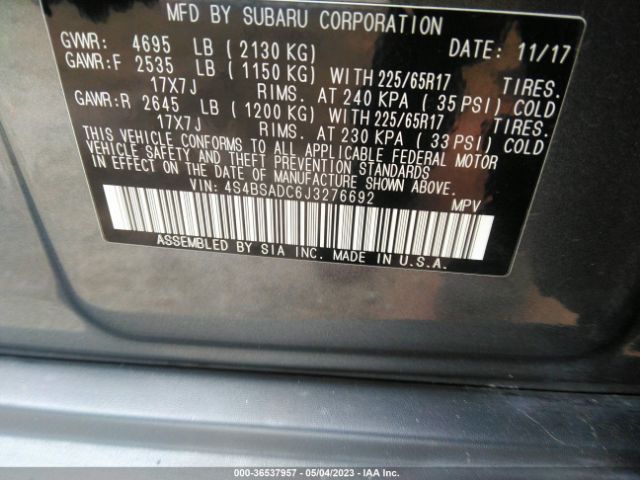 MFD BY SUBARU CORPORATION
GVWR: 4695 LB (2130 KG) DATE: 11/17
GAWR:F 2535 LB (1150 KG) WITH 225/65R17 TIRES.
17X7J RIMS. AT 240 KPA (35 PSI) COLD
GAWR:R 2645 LB (1200 KG) WITH 225/65R17 TIRES.
17X7J RIMS. AT 230 KPA (33 PSI) COLD
THIS VEHICLE CONFORMS TO ALL APPLICABLE FEDERAL MOTOR
VEHICLE SAFETY AND THEFT PREVENTION STANDARDS
IN EFFECT ON THE DATE OF MANUFACTURE SHOWN ABOVE.
VIN: 4S4BSADC6J3276692 MPV
ASSEMBLED BY SIA INC. MADE IN U.S.A.
000-36537957 - 05/04/2023 - IAA Inc.